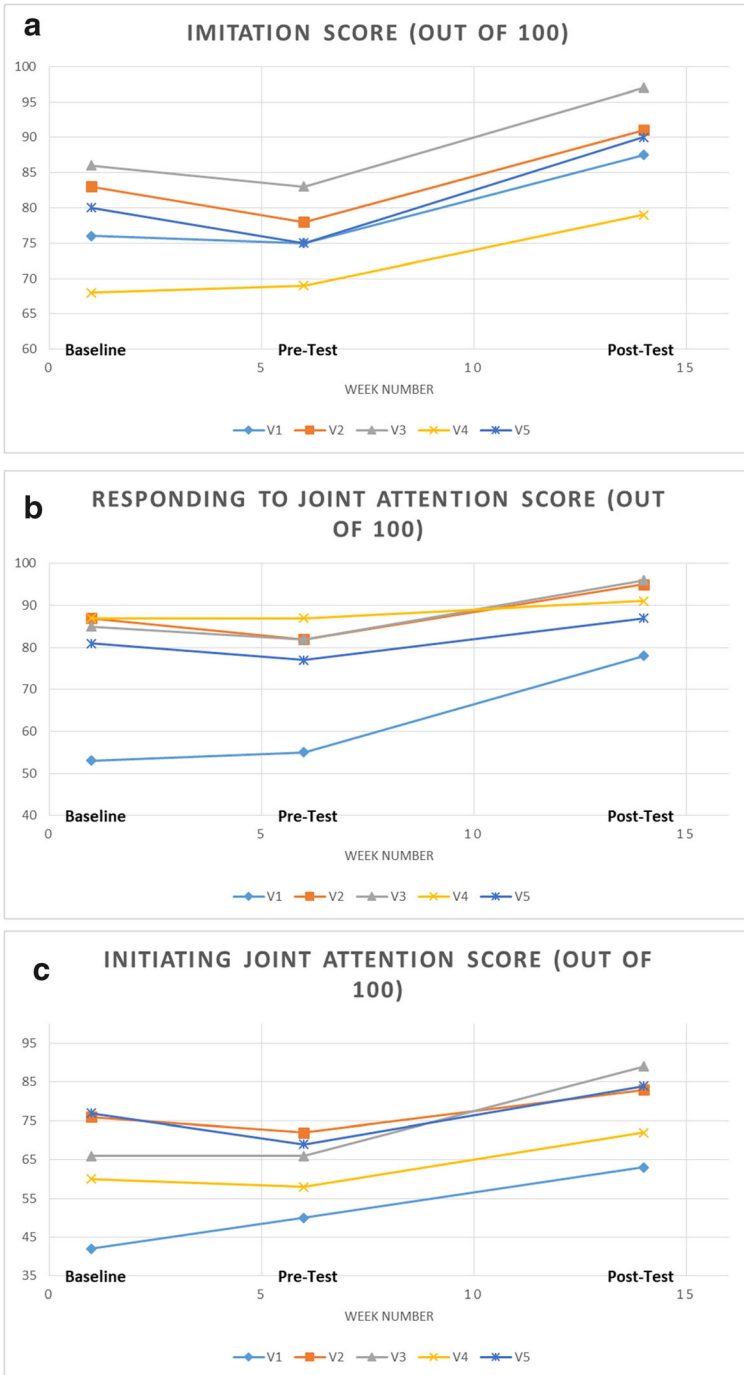 a
IMITATION SCORE (OUT OF 100)
100
95
90
85
80
75
70
65
60
Baseline Pre-Test Post-Test
0 5 10 15
WEEK NUMBER
V1 V2 V3 V4 V5
b
RESPONDING TO JOINT ATTENTION SCORE (OUT
OF 100)
100
90
80
70
60
50
40
Baseline Pre-Test Post-Test
0 5 10 15
WEEK NUMBER
V1 V2 V3 V4 V5
c
INITIATING JOINT ATTENTION SCORE (OUT OF
100)
95
85
75
65
55
45
35
Baseline Pre-Test Post-Test
0 5 10 15
WEEK NUMBER
V1 V2 V3 V4 V5